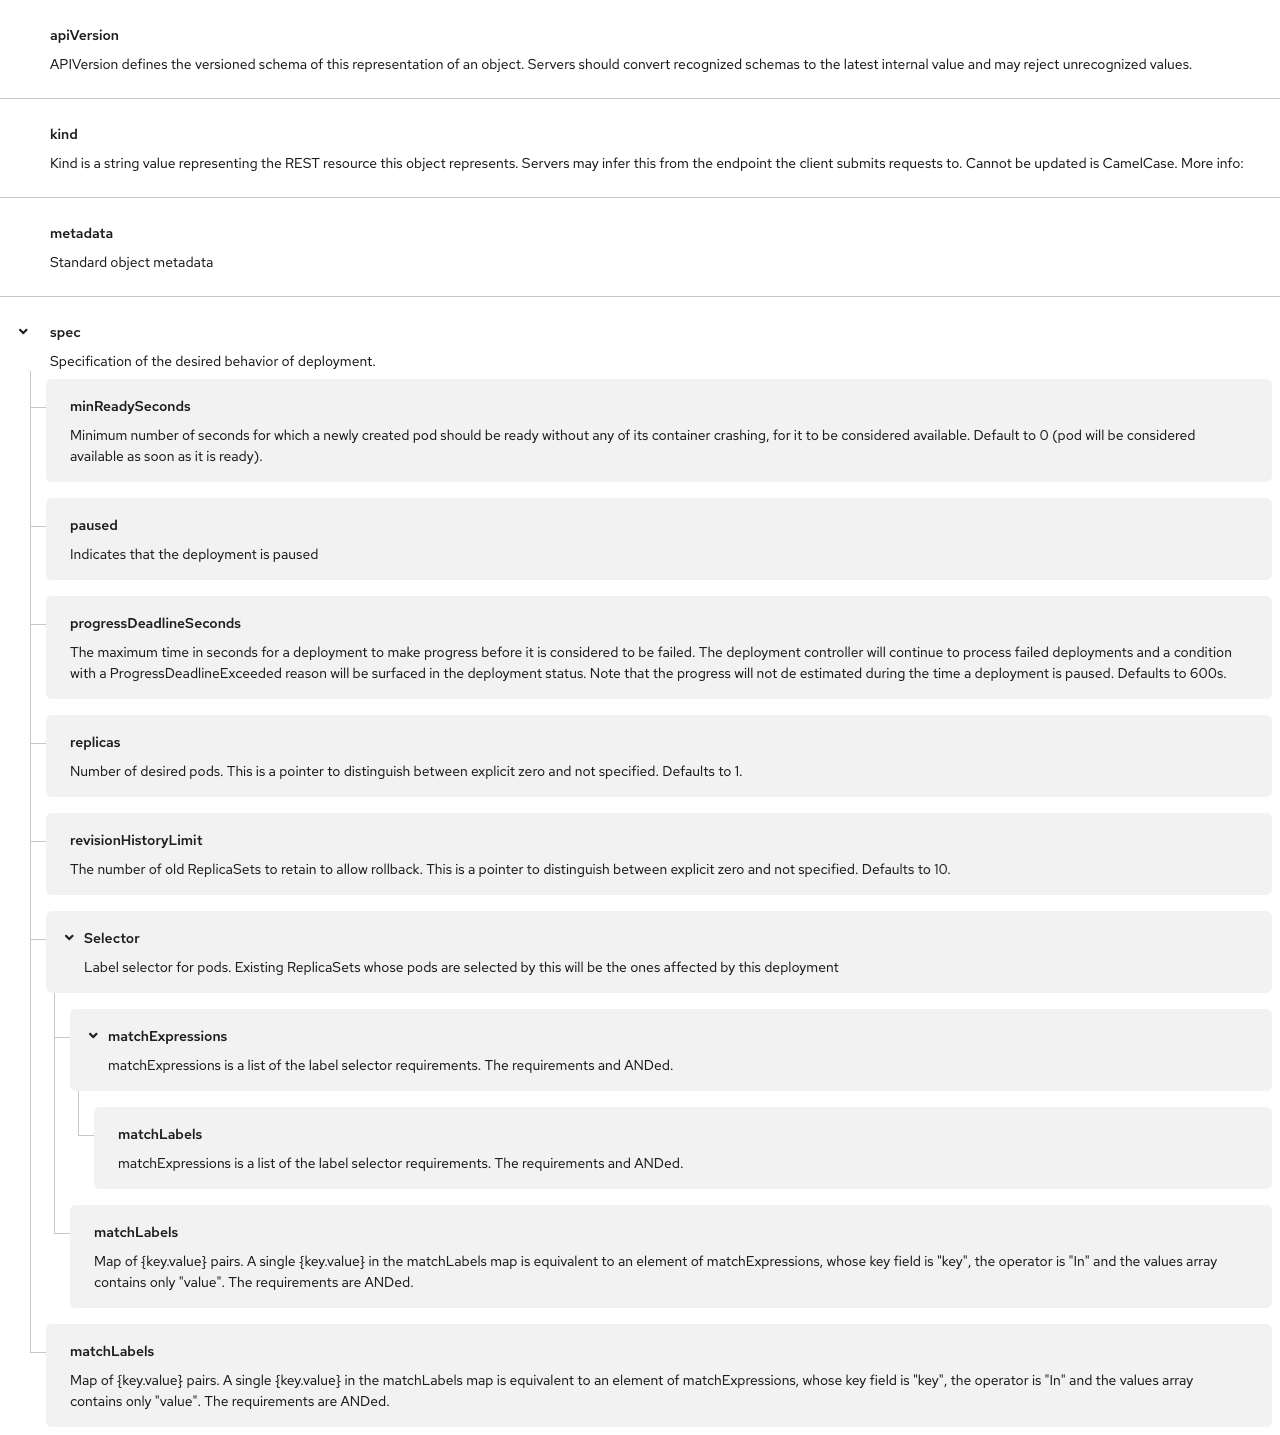 apiVersion
APIVersion defines the versioned schema of this representation of an object. Servers should convert recognized schemas to the latest internal value and may reject unrecognized values.
kind
Kind is a string value representing the REST resource this object represents. Servers may infer this from the endpoint the client submits requests to. Cannot be updated is CamelCase. More info:
metadata
Standard object metadata
spec
Specification of the desired behavior of deployment.
minReadySeconds
Minimum number of seconds for which a newly created pod should be ready without any of its container crashing, for it to be considered available. Default to 0 (pod will be considered
available as soon as it is ready).
paused
Indicates that the deployment is paused
progressDeadlineSeconds
The maximum time in seconds for a deployment to make progress before it is considered to be failed. The deployment controller will continue to process failed deployments and a condition
with a ProgressDeadlineExceeded reason will be surfaced in the deployment status. Note that the progress will not de estimated during the time a deployment is paused. Defaults to 600s.
replicas
Number of desired pods. This is a pointer to distinguish between explicit zero and not specified. Defaults to 1.
revisionHistoryLimit
The number of old ReplicaSets to retain to allow rollback. This is a pointer to distinguish between explicit zero and not specified. Defaults to 10.
Selector
Label selector for pods. Existing ReplicaSets whose pods are selected by this will be the ones affected by this deployment
matchExpressions
matchExpressions is a list of the label selector requirements. The requirements and ANDed.
matchLabels
matchExpressions is a list of the label selector requirements. The requirements and ANDed.
matchLabels
Map of {key.value} pairs. A single {key.value} in the matchLabels map is equivalent to an element of matchExpressions, whose key field is "key", the operator is "In" and the values array
contains only "value". The requirements are ANDed.
matchLabels
Map of {key.value} pairs. A single {key.value} in the matchLabels map is equivalent to an element of matchExpressions, whose key field is "key", the operator is "In" and the values array
contains only "value". The requirements are ANDed.